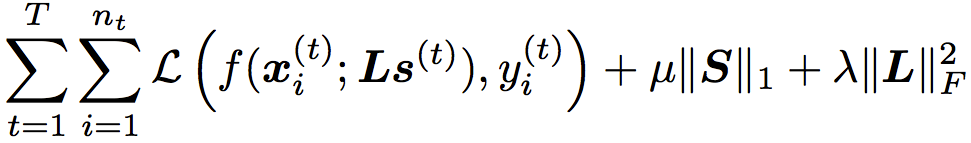 \sum_{t=1}^{T} \sum_{i=1}^{n_t} \mathcal{L}\left(f(\boldsymbol{x}_i^{(t)}; \boldsymbol{L}\boldsymbol{s}^{(t)}), y_i^{(t)}\right) + \mu\|\boldsymbol{S}\|_1 + \lambda\|\boldsymbol{L}\|_F^2